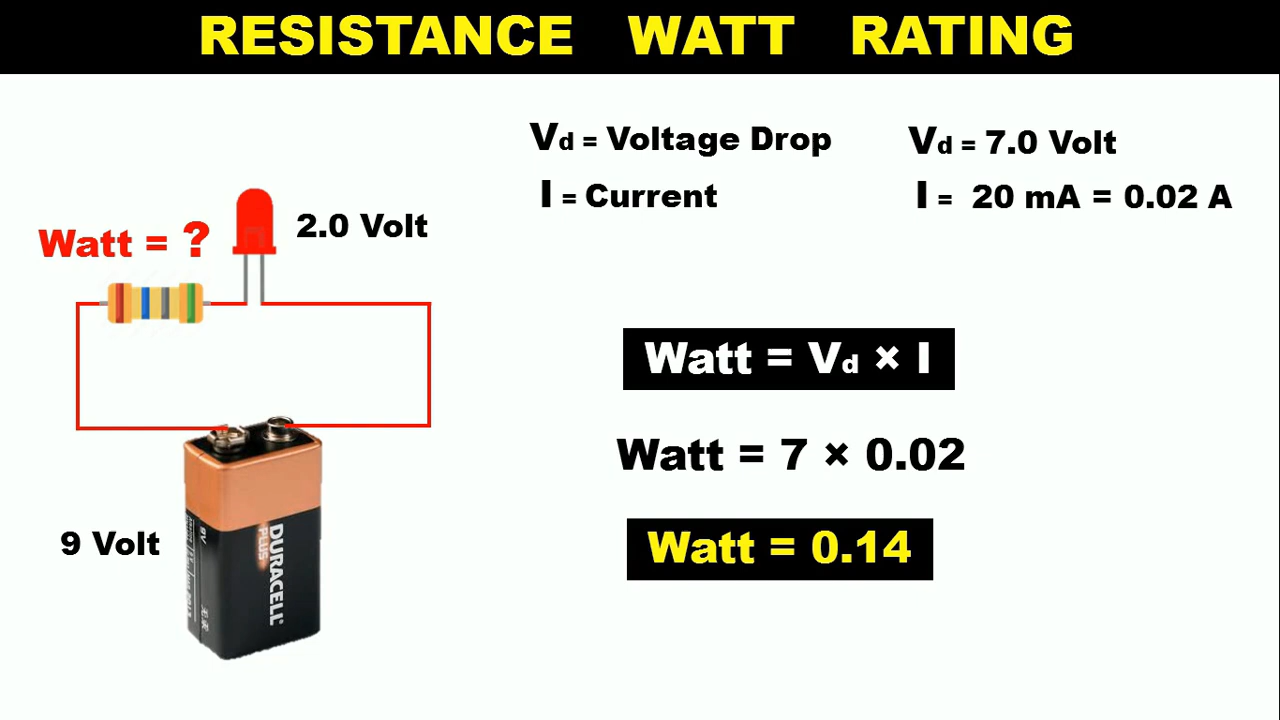 RESISTANCE WATT RATING
Vd = Voltage Drop
I = Current
Vd = 7.0 Volt
I = 20 mA = 0.02 A
Watt = ?
2.0 Volt
Watt = Vd × I
Watt = 7 × 0.02
Watt = 0.14
9 Volt
9V
DURACELL
PLUS